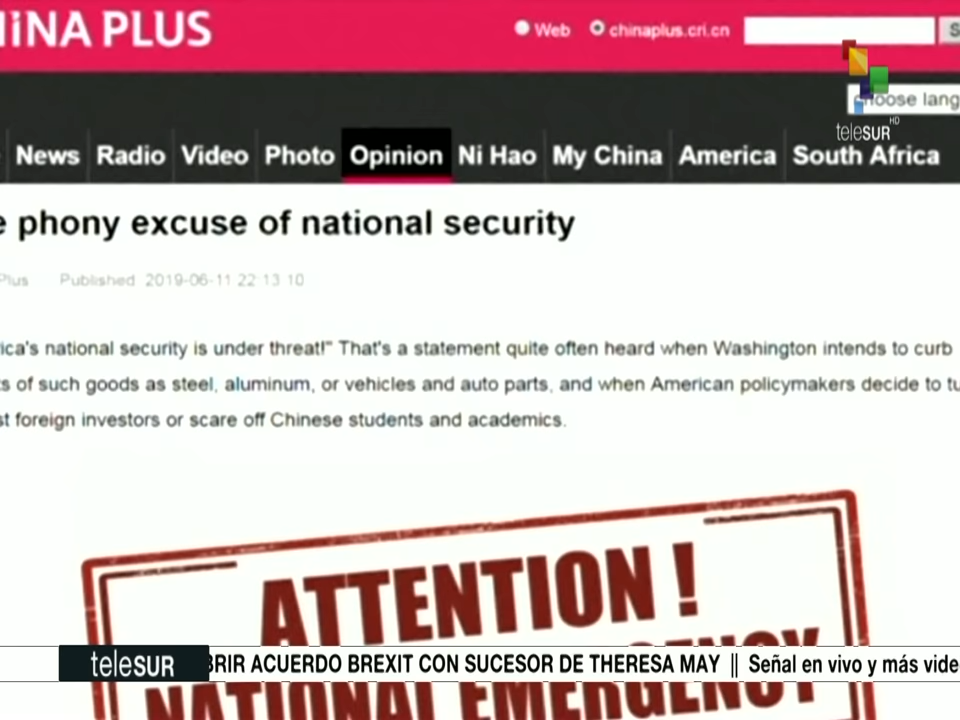 HiNA PLUS
Web chinaplus.cri.cn
choose lang
HD
teleSUR
News Radio Video Photo Opinion Ni Hao My China America South Africa
e phony excuse of national security
Plus Published 2019-06-11 22:13 10
ica's national security is under threat!" That's a statement quite often heard when Washington intends to curb
s of such goods as steel, aluminum, or vehicles and auto parts, and when American policymakers decide to tu
st foreign investors or scare off Chinese students and academics.
ATTENTION !
NATIONAL EMERGENCY
teleSUR BRIR ACUERDO BREXIT CON SUCESOR DE THERESA MAY || Señal en vivo y más vide